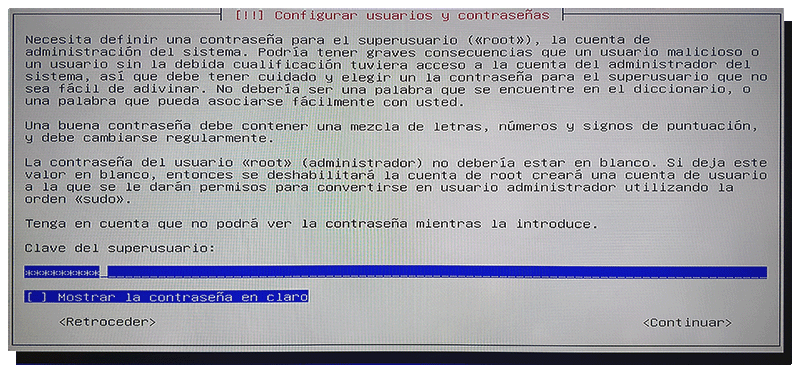 [!!] Configurar usuarios y contraseñas
Necesita definir una contraseña para el superusuario («root»), la cuenta de
administración del sistema. Podría tener graves consecuencias que un usuario malicioso o
un usuario sin la debida cualificación tuviera acceso a la cuenta del administrador del
sistema, así que debe tener cuidado y elegir un la contraseña para el superusuario que no
sea fácil de adivinar. No debería ser una palabra que se encuentre en el diccionario, o
una palabra que pueda asociarse fácilmente con usted.
Una buena contraseña debe contener una mezcla de letras, números y signos de puntuación,
y debe cambiarse regularmente.
La contraseña del usuario «root» (administrador) no debería estar en blanco. Si deja este
valor en blanco, entonces se deshabilitará la cuenta de root creará una cuenta de usuario
a la que se le darán permisos para convertirse en usuario administrador utilizando la
orden «sudo».
Tenga en cuenta que no podrá ver la contraseña mientras la introduce.
Clave del superusuario:
*********
[ ] Mostrar la contraseña en claro
<Retroceder> <Continuar>